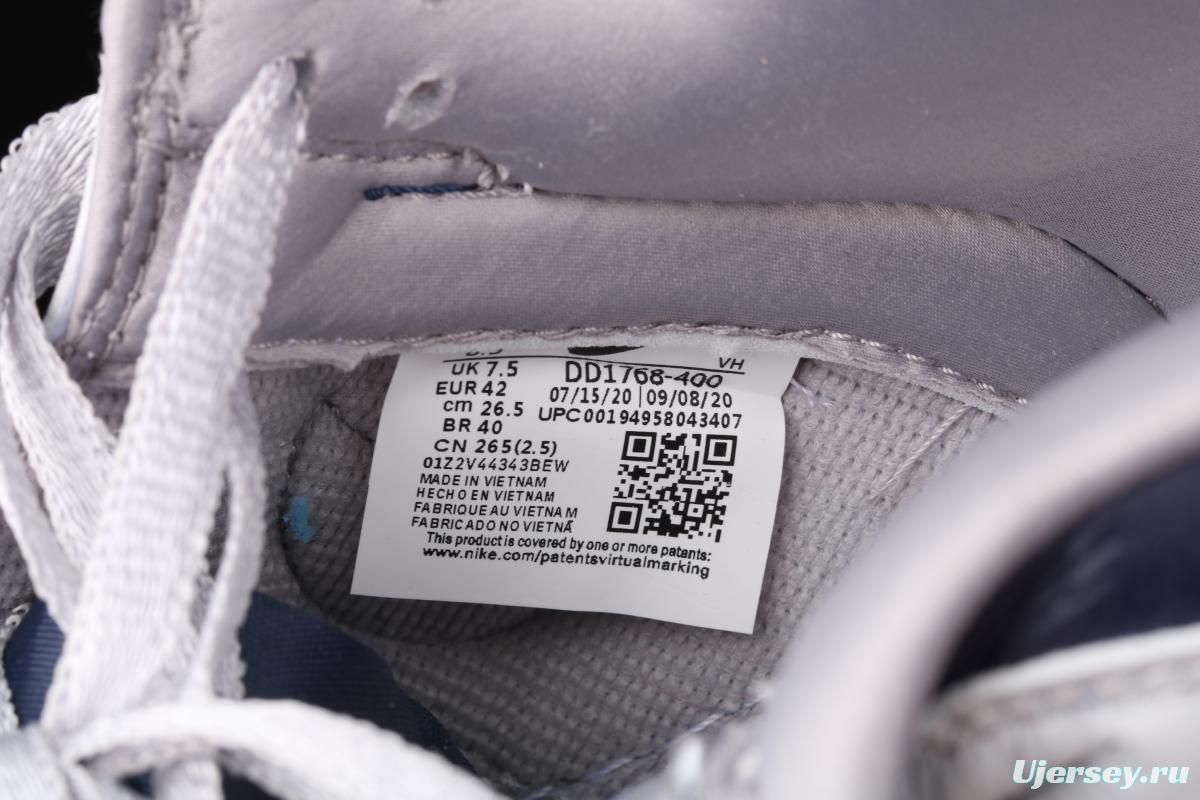 VH
UK 7.5 DD1768-400
EUR 42 07/15/20 | 09/08/20
cm 26.5 UPC00194958043407
BR 40
CN 265(2.5)
01Z2V44343BEW
MADE IN VIETNAM
HECHO EN VIETNAM
FABRIQUE AU VIETNAM
FABRICADO NO VIETNÃ
This product is covered by one or more patents:
www.nike.com/patentsvirtualmarking
Ujersey.ru